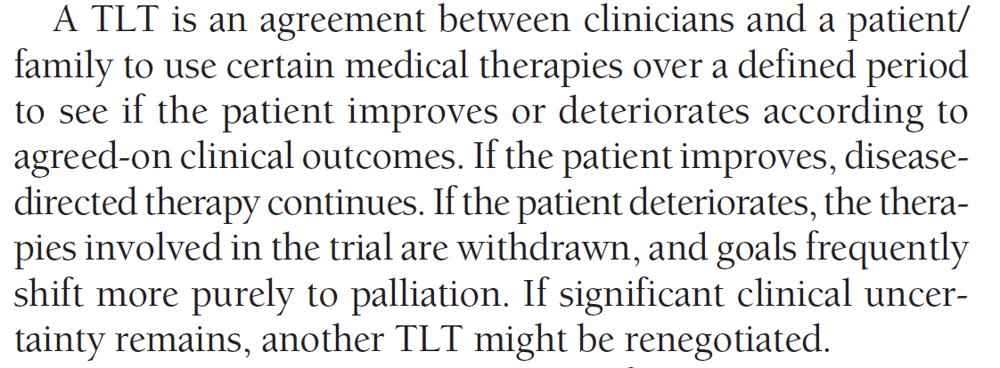 A TLT is an agreement between clinicians and a patient/
family to use certain medical therapies over a defined period
to see if the patient improves or deteriorates according to
agreed-on clinical outcomes. If the patient improves, disease-
directed therapy continues. If the patient deteriorates, the thera-
pies involved in the trial are withdrawn, and goals frequently
shift more purely to palliation. If significant clinical uncer-
tainty remains, another TLT might be renegotiated.